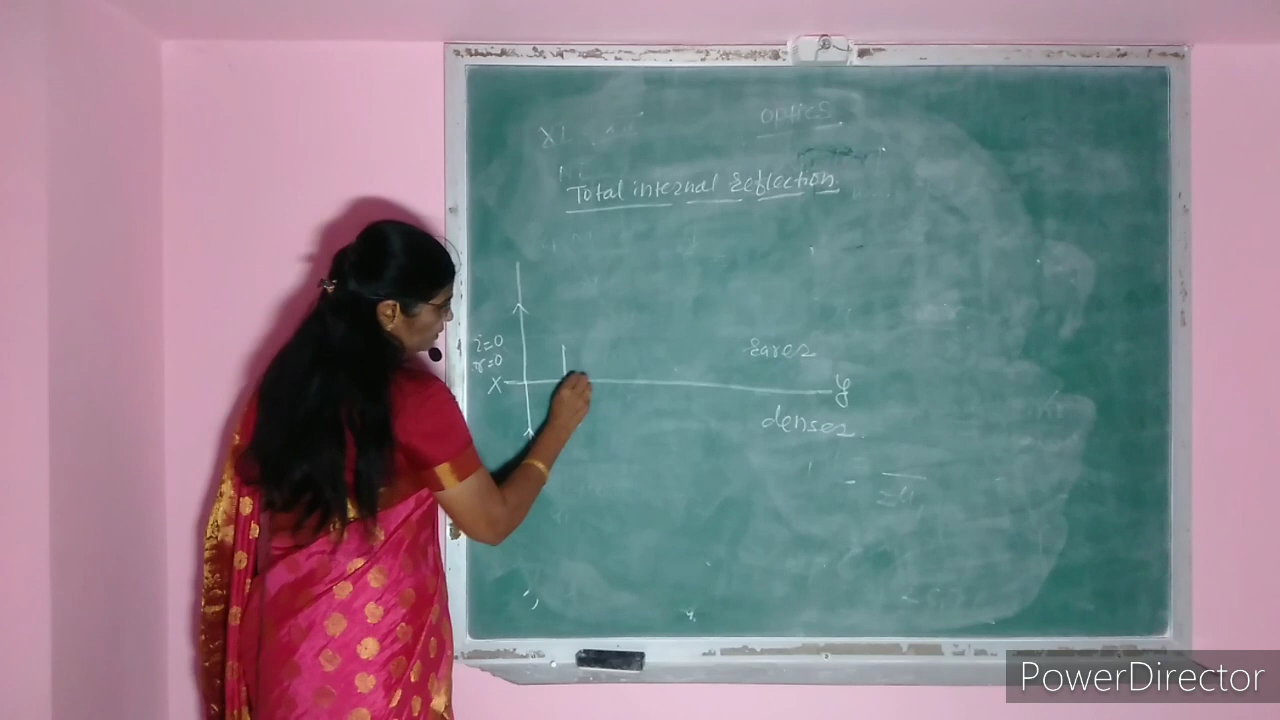 optics
Total internal reflection
i=0
r=0
rarer
X
y
denser
PowerDirector